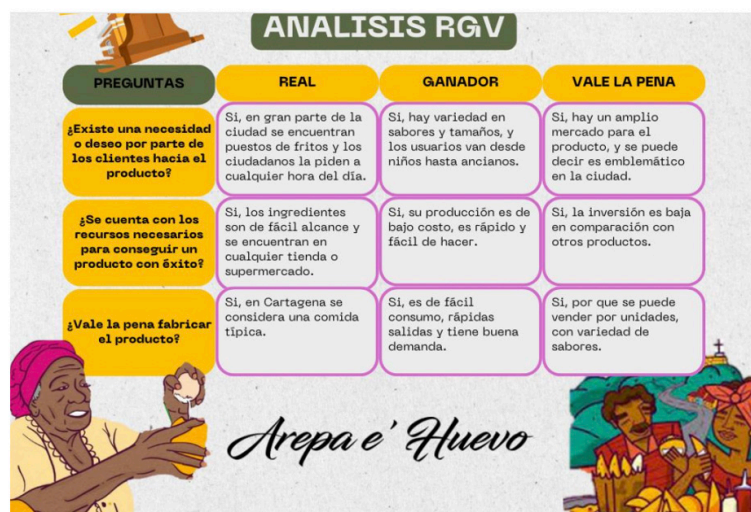 ANALISIS RGV
PREGUNTAS
REAL
GANADOR
VALE LA PENA
¿Existe una necesidad
o deseo por parte de
los clientes hacia el
producto?
Si, en gran parte de la
ciudad se encuentran
puestos de fritos y los
ciudadanos la piden a
cualquier hora del día.
Si, hay variedad en
sabores y tamaños, y
los usuarios van desde
niños hasta ancianos.
Si, hay un amplio
mercado para el
producto, y se puede
decir es emblemático
en la ciudad.
¿Se cuenta con los
recursos necesarios
para conseguir un
producto con éxito?
Si, los ingredientes
son de fácil alcance y
se encuentran en
cualquier tienda o
supermercado.
Si, su producción es de
bajo costo, es rápido y
fácil de hacer.
Si, la inversión es baja
en comparación con
otros productos.
¿Vale la pena fabricar
el producto?
Si, en Cartagena se
considera una comida
típica.
Si, es de fácil
consumo, rápidas
salidas y tiene buena
demanda.
Si, por que se puede
vender por unidades,
con variedad de
sabores.
Arepa e' Huevo